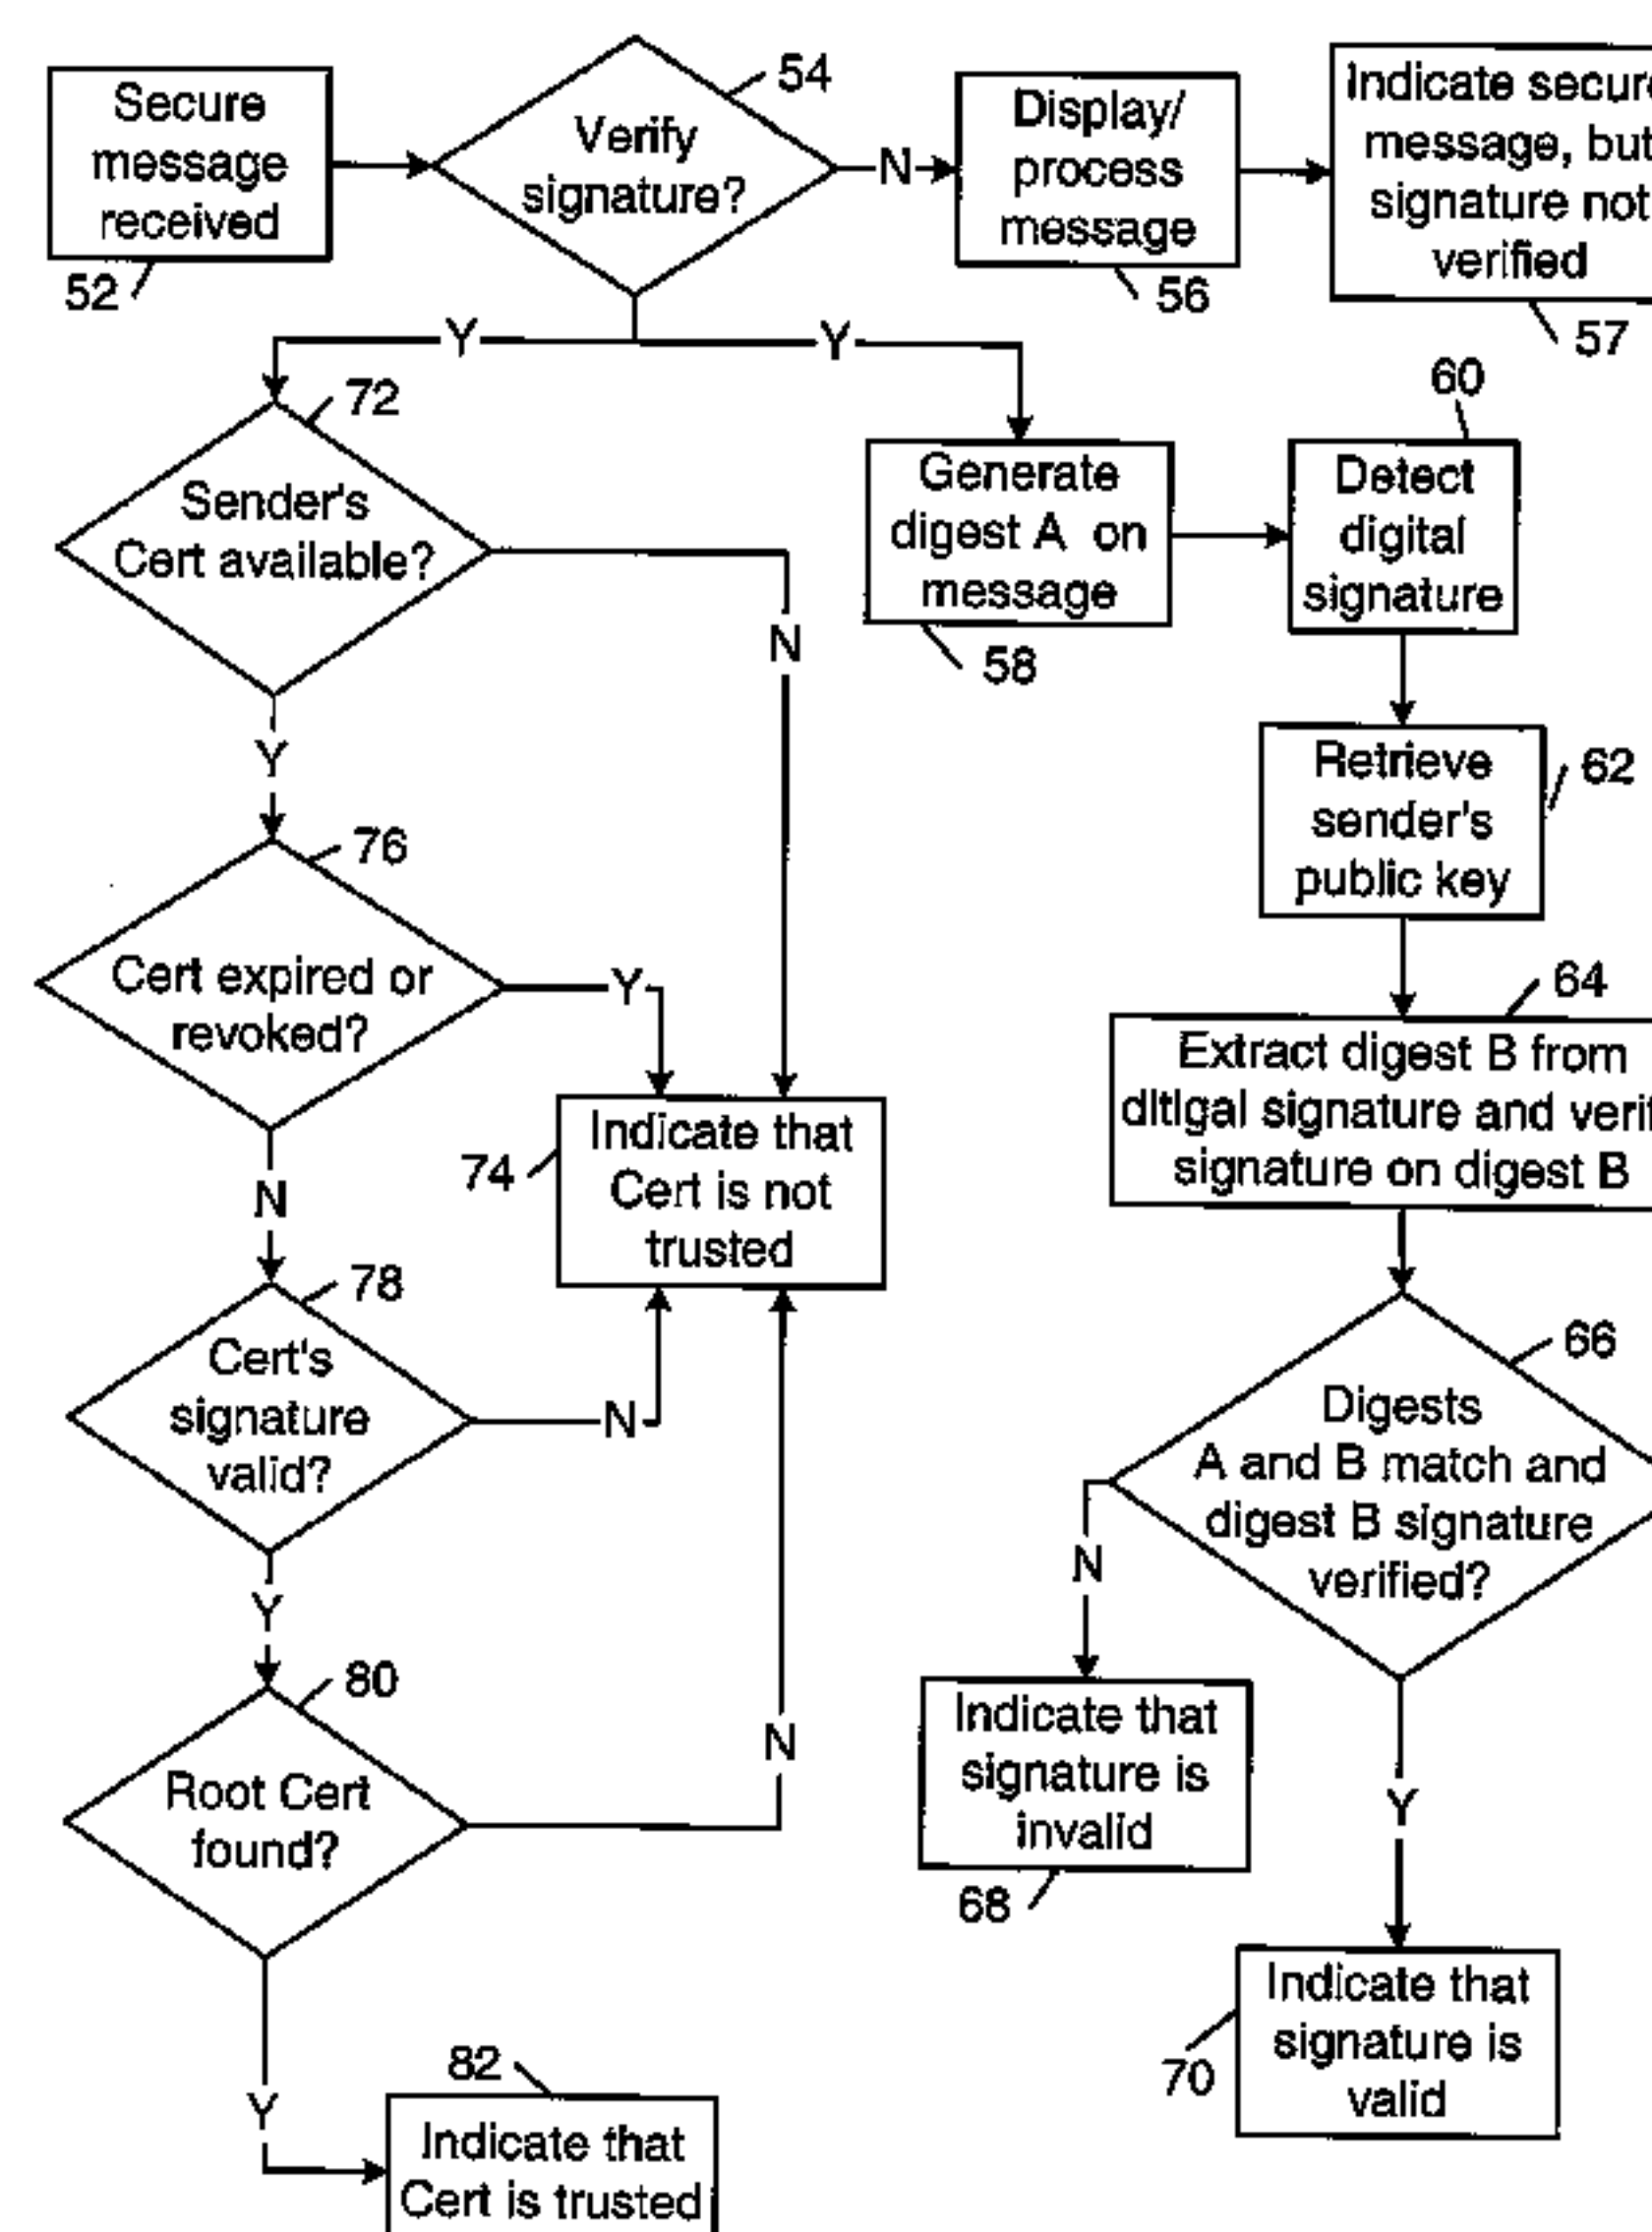 Secure
message
received
52
Verify
signature?
54
N
Display/
process
message
56
Indicate secure
message, but
signature not
verified
57
Y
Y
72
Sender's
Cert available?
N
Y
Generate
digest A on
message
58
60
Detect
digital
signature
Retrieve
sender's
public key
62
76
Cert expired or
revoked?
Y
N
64
Extract digest B from
ditigal signature and verif
signature on digest B
74
Indicate that
Cert is not
trusted
78
Cert's
signature
valid?
N
Y
66
Digests
A and B match and
digest B signature
verified?
N
Y
80
Root Cert
found?
N
Y
Indicate that
signature is
invalid
68
70
Indicate that
signature is
valid
82
Indicate that
Cert is trusted